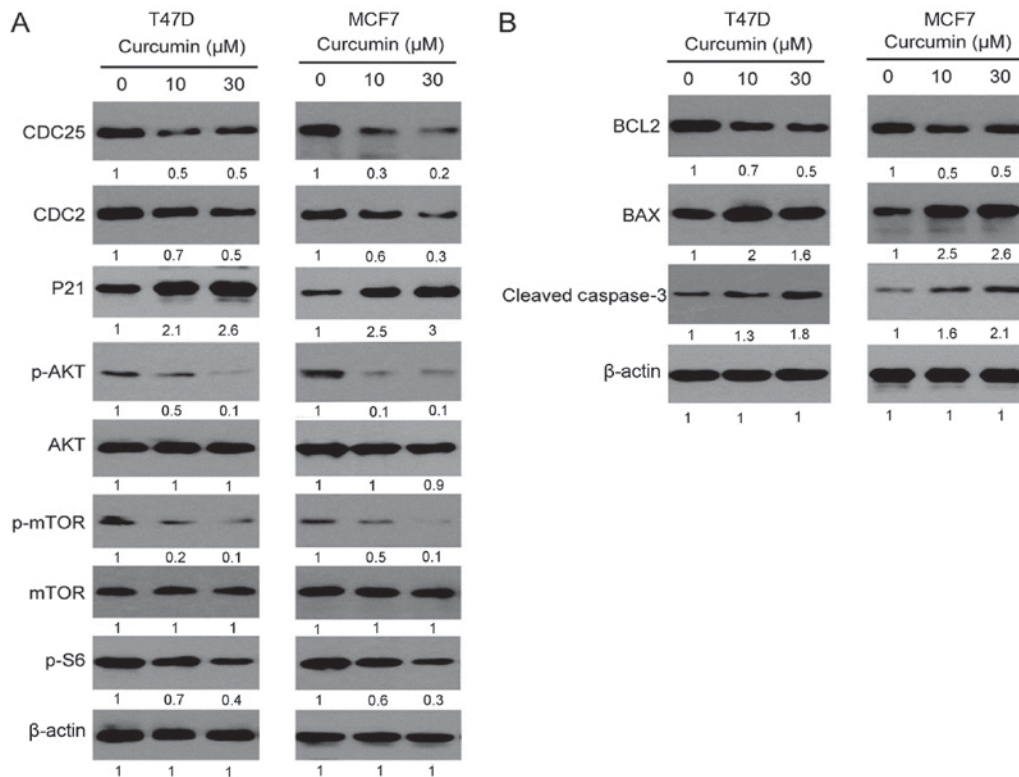 A
T47D
MCF7
Curcumin (µM)
Curcumin (µM)
0 10 30
0 10 30
CDC25
1 0.5 0.5
1 0.3 0.2
CDC2
1 0.7 0.5
1 0.6 0.3
P21
1 2.1 2.6
1 2.5 3
p-AKT
1 0.5 0.1
1 0.1 0.1
AKT
1 1 1
1 1 0.9
p-mTOR
1 0.2 0.1
1 0.5 0.1
mTOR
1 1 1
1 1 1
p-S6
1 0.7 0.4
1 0.6 0.3
β-actin
1 1 1
1 1 1
B
T47D
MCF7
Curcumin (µM)
Curcumin (µM)
0 10 30
0 10 30
BCL2
1 0.7 0.5
1 0.5 0.5
BAX
1 2 1.6
1 2.5 2.6
Cleaved caspase-3
1 1.3 1.8
1 1.6 2.1
β-actin
1 1 1
1 1 1